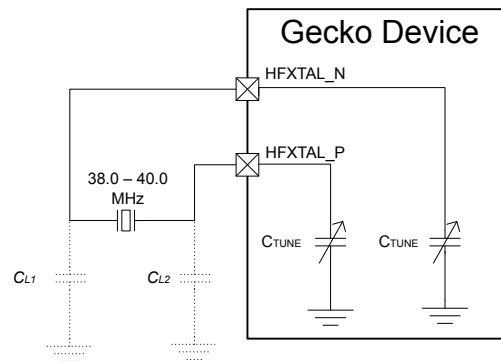 Gecko Device
HFXTAL_N
HFXTAL_P
38.0 – 40.0
MHz
CTUNE
CTUNE
CL1
CL2